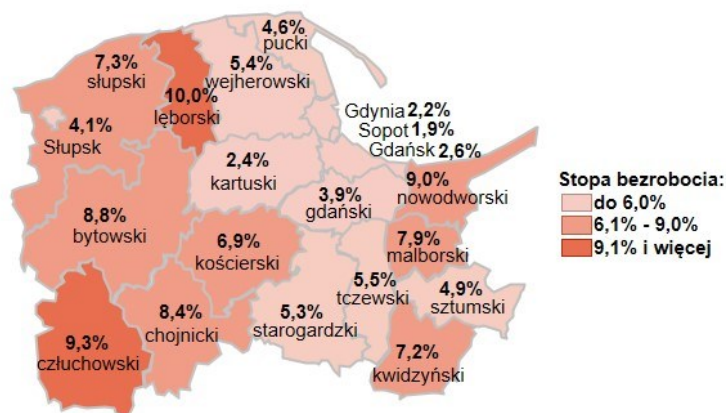 4,6%
pucki
7,3%
słupski
5,4%
wejherowski
10,0%
lęborski
Gdynia 2,2%
Sopot 1,9%
Gdańsk 2,6%
4,1%
Słupsk
2,4%
kartuski
3,9%
gdański
9,0%
nowodworski
8,8%
bytowski
6,9%
kościerski
7,9%
malborski
5,5%
tczewski
4,9%
sztumski
9,3%
człuchowski
8,4%
chojnicki
5,3%
starogardzki
7,2%
kwidzyński
Stopa bezrobocia:
do 6,0%
6,1% - 9,0%
9,1% i więcej